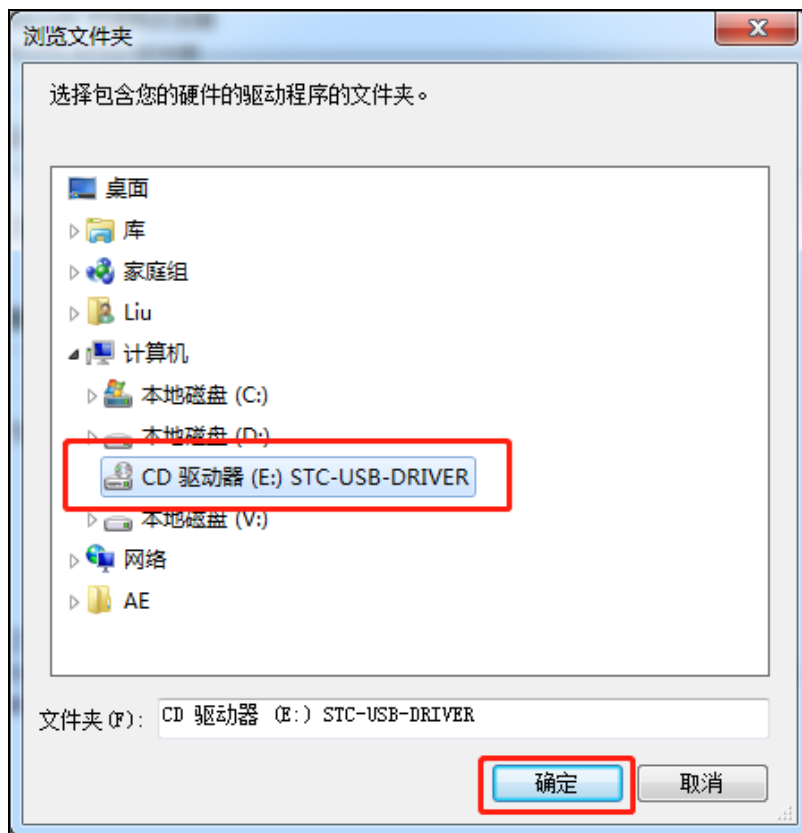 浏览文件夹
选择包含您的硬件的驱动程序的文件夹。
桌面
库
家庭组
Liu
计算机
本地磁盘 (C:)
本地磁盘 (D:)
CD 驱动器 (E:) STC-USB-DRIVER
本地磁盘 (V:)
网络
AE
文件夹(F): CD 驱动器 (E:) STC-USB-DRIVER
确定 取消